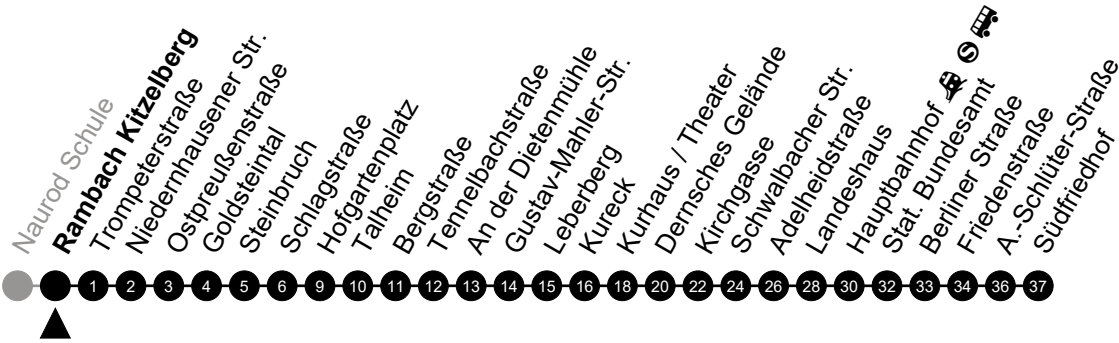 Naurod Schule
Rambach Kitzelberg
Trompeterstraße
Niedernhausener Str.
Ostpreußenstraße
Goldsteintal
Steinbruch
Schlagstraße
Hofgartenplatz
Talheim
Bergstraße
Tennelbachstraße
An der Dietenmühle
Gustav-Mahler-Str.
Leberberg
Kureck
Kurhaus / Theater
Dernsches Gelände
Kirchgasse
Schwalbacher Str.
Adelheidstraße
Landeshaus
Hauptbahnhof S
Stat. Bundesamt
Berliner Straße
Friedenstraße
A.-Schlüter-Straße
Südfriedhof
1 2 3 4 5 6 9 10 11 12 13 14 15 16 18 20 22 24 26 28 30 32 33 34 36 37